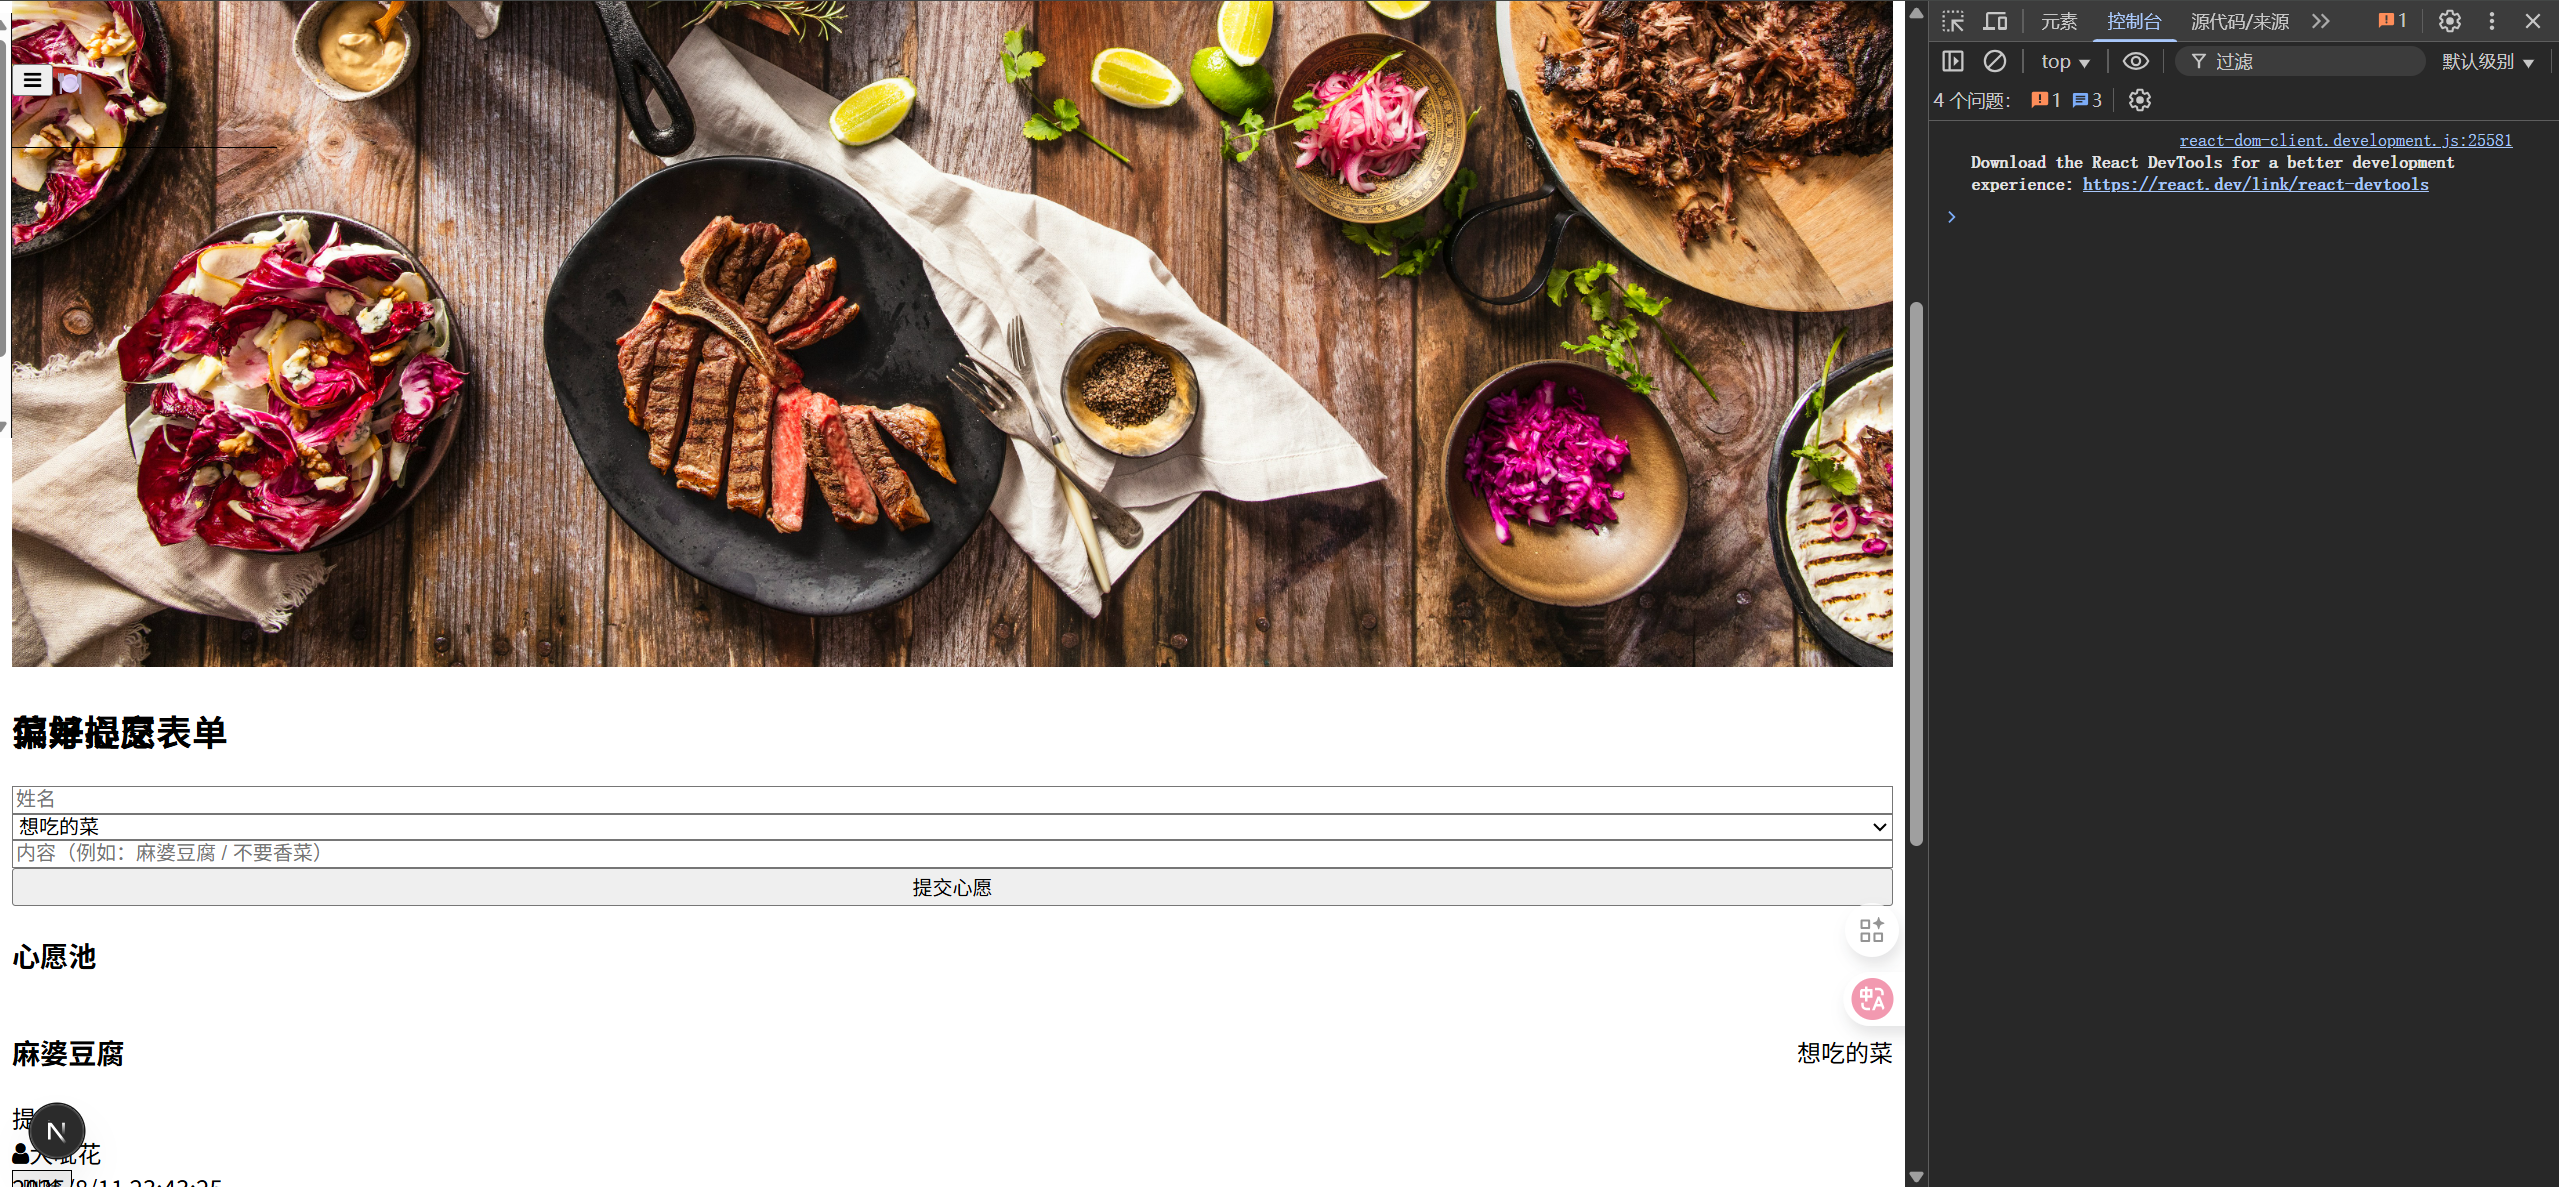 元素
控制台
源代码/来源
1
top
过滤
默认级别
4 个问题：
1
3
react-dom-client.development.js:25581
Download the React DevTools for a better development
experience: https://react.dev/link/react-devtools
表单
姓名
想吃的菜
内容（例如：麻婆豆腐 / 不要香菜）
提交心愿
心愿池
麻婆豆腐
想吃的菜
提
N
花
/8/11 23:43:25